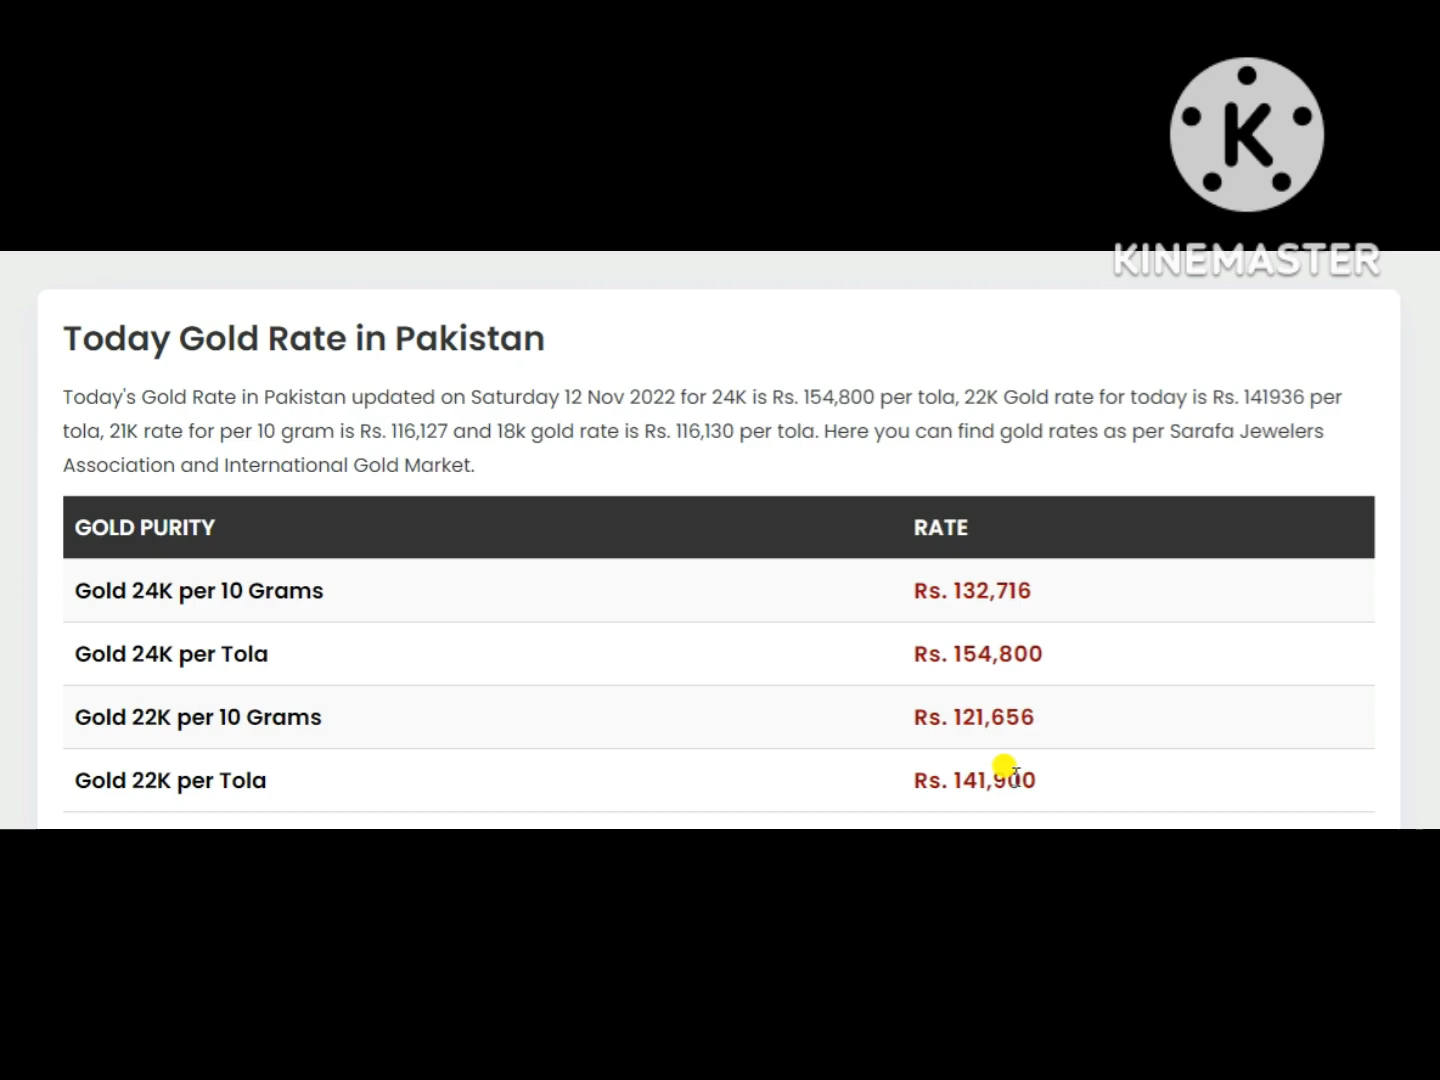 K
KINEMASTER
Today Gold Rate in Pakistan
Today's Gold Rate in Pakistan updated on Saturday 12 Nov 2022 for 24K is Rs. 154,800 per tola, 22K Gold rate for today is Rs. 141936 per
tola, 21K rate for per 10 gram is Rs. 116,127 and 18k gold rate is Rs. 116,130 per tola. Here you can find gold rates as per Sarafa Jewelers
Association and International Gold Market.
GOLD PURITY RATE
Gold 24K per 10 Grams Rs. 132,716
Gold 24K per Tola Rs. 154,800
Gold 22K per 10 Grams Rs. 121,656
Gold 22K per Tola Rs. 141,900